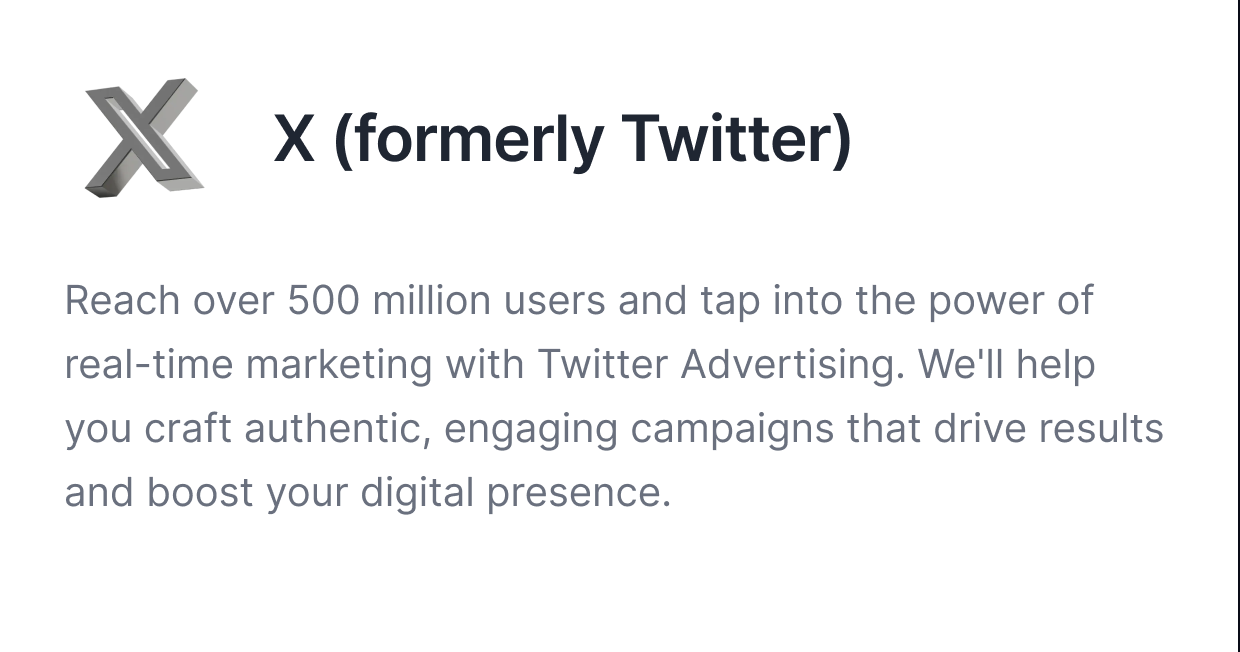 X (formerly Twitter)
Reach over 500 million users and tap into the power of
real-time marketing with Twitter Advertising. We'll help
you craft authentic, engaging campaigns that drive results
and boost your digital presence.